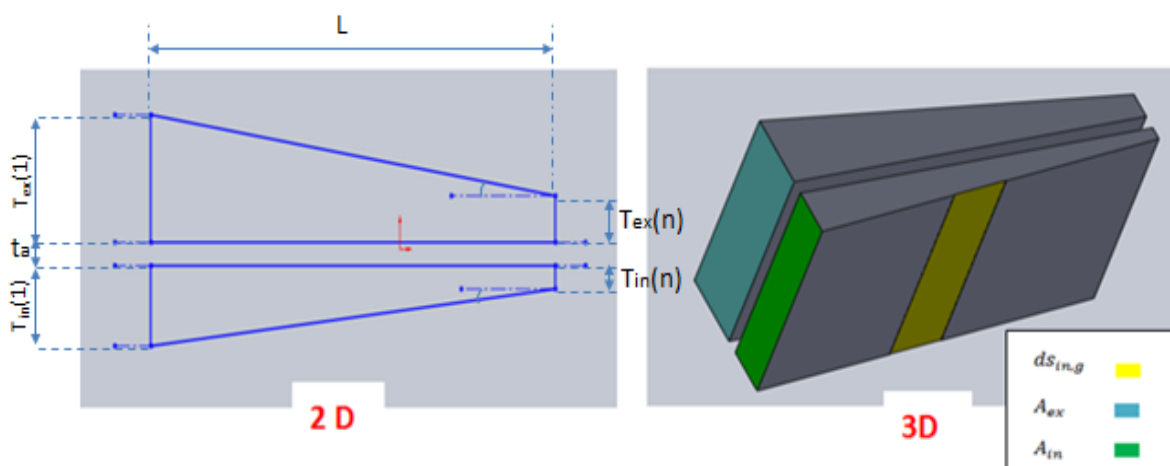 L
Tex(1)
ta
Tin(1)
Tex(n)
Tin(n)
2 D
3D
ds_{in.g}
A_{ex}
A_{in}